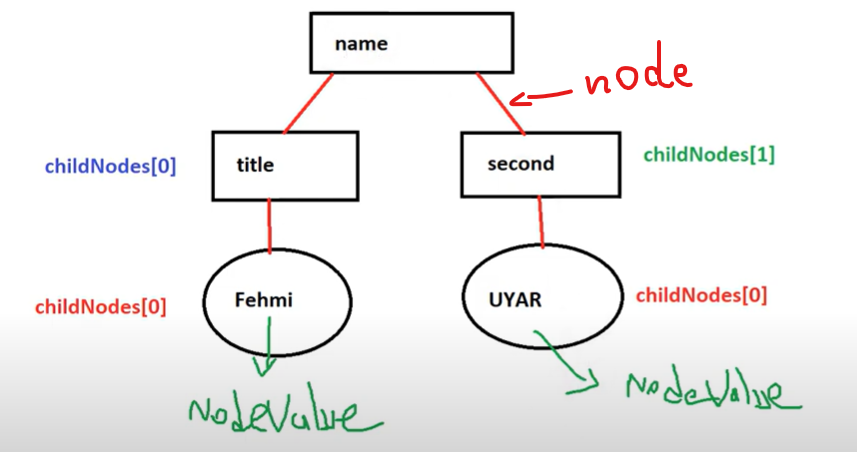 name
node
childNodes[0]
title
second
childNodes[1]
childNodes[0]
Fehmi
UYAR
childNodes[0]
NodeValue
NodeValue